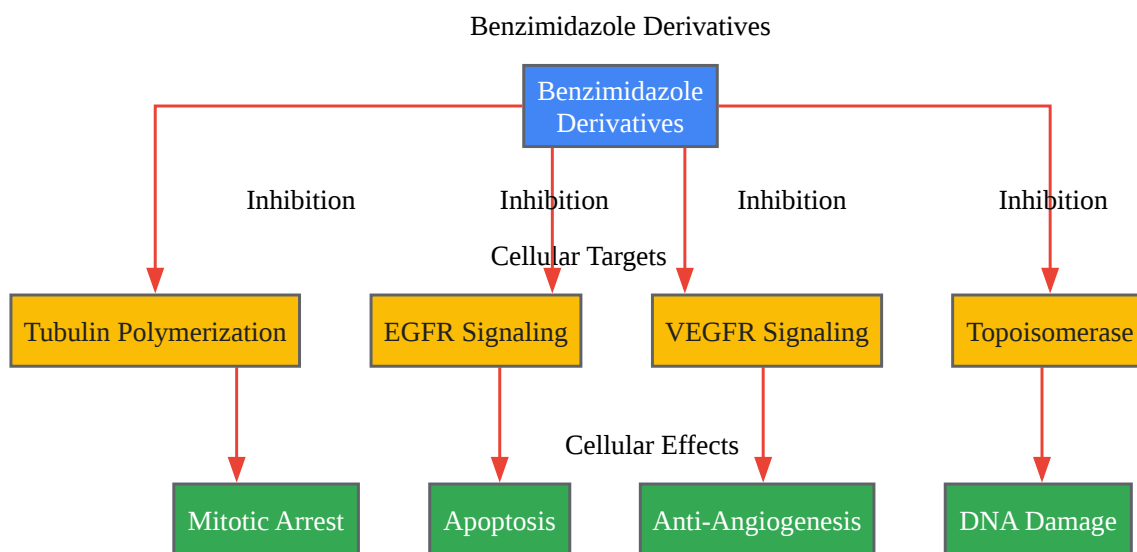 Benzimidazole Derivatives
Benzimidazole
Derivatives
Inhibition
Inhibition
Inhibition
Inhibition
Cellular Targets
Tubulin Polymerization
EGFR Signaling
VEGFR Signaling
Topoisomerase
Cellular Effects
Mitotic Arrest
Apoptosis
Anti-Angiogenesis
DNA Damage